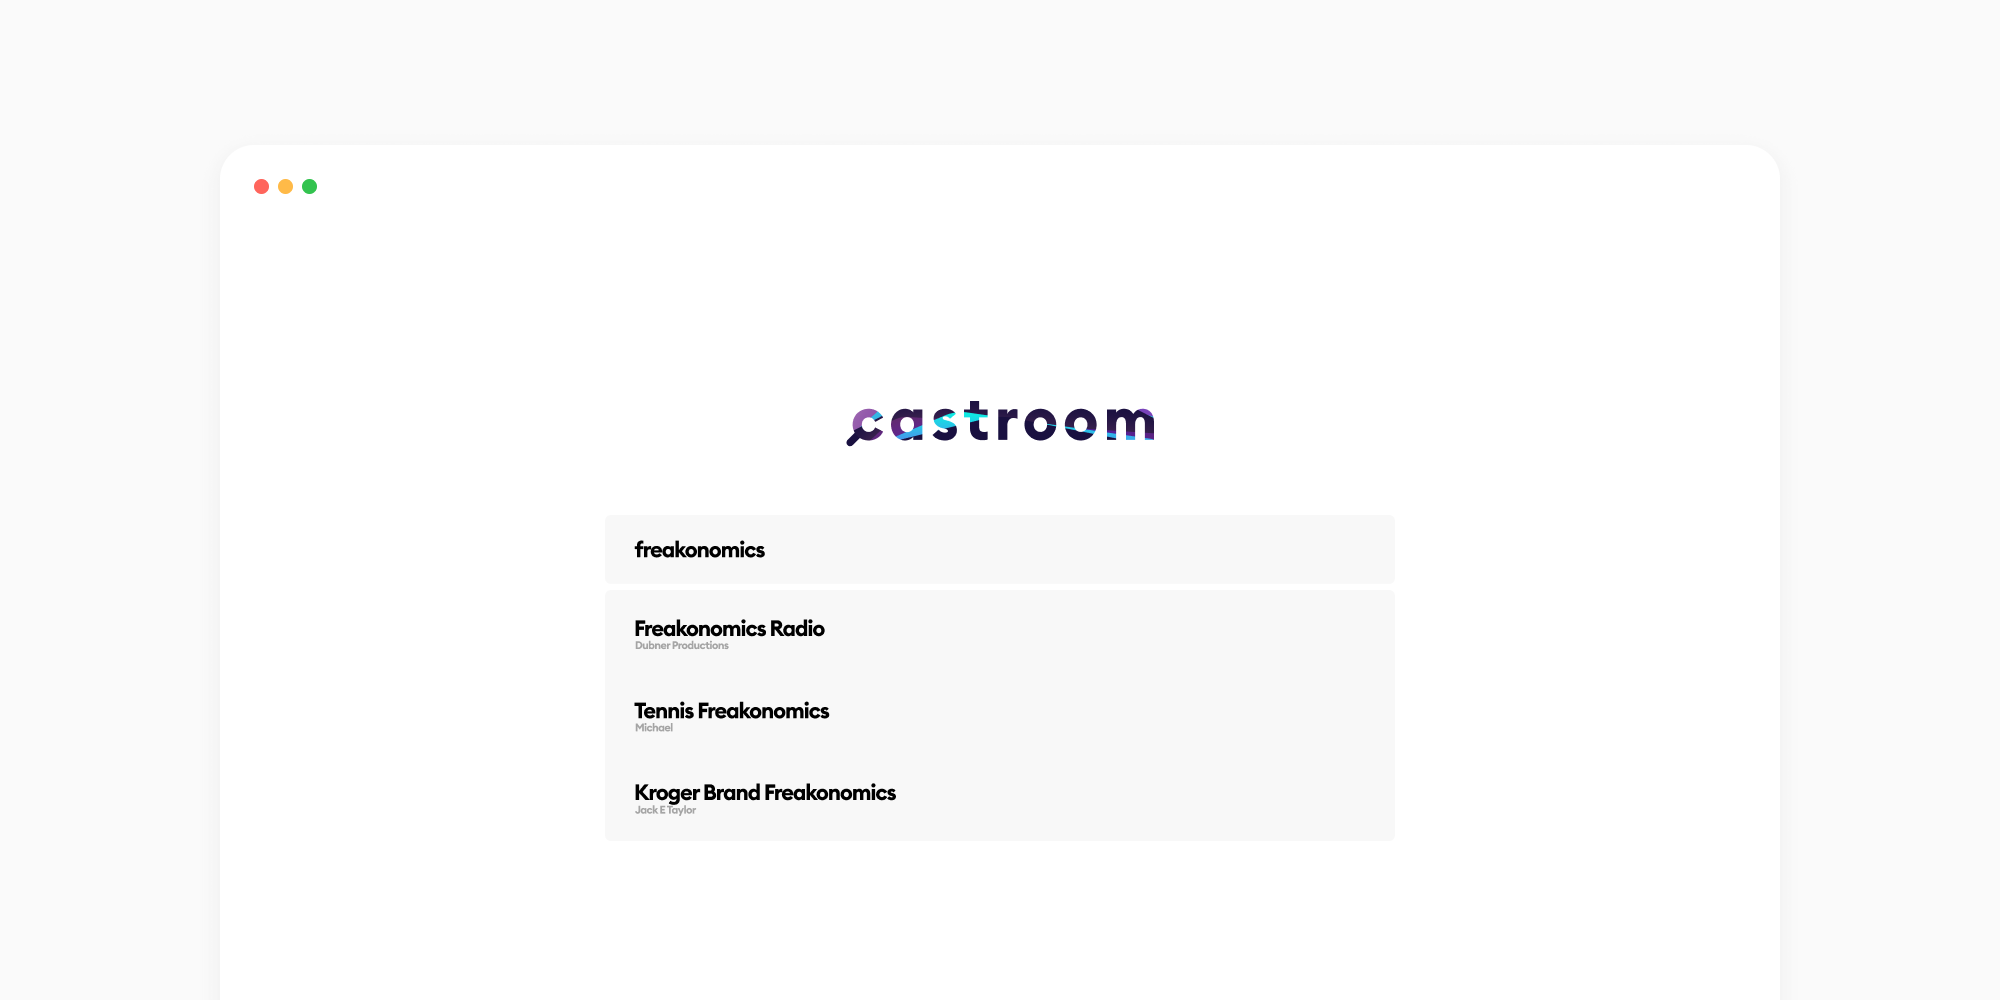 castroom
freakonomics
Freakonomics Radio
Dubner Productions
Tennis Freakonomics
Michael
Kroger Brand Freakonomics
Jack E Taylor